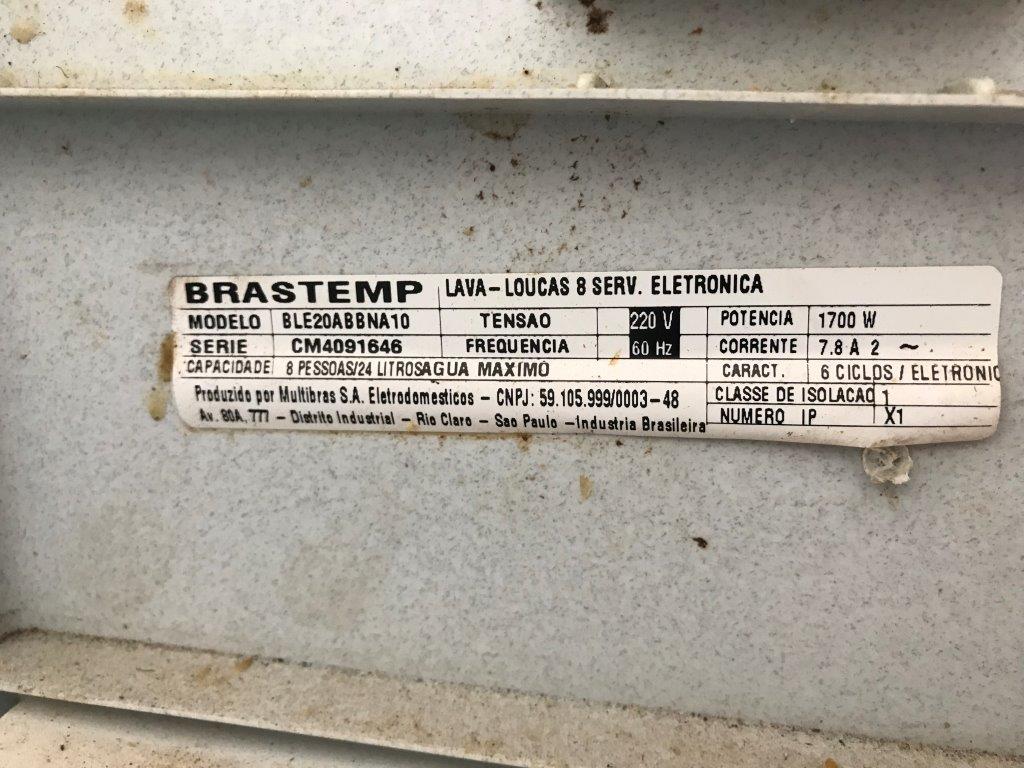 BRASTEMP LAVA-LOUCAS 8 SERV. ELETRONICA
MODELO BLE20ABBNA10 TENSAO 220 V POTENCIA 1700 W
SERIE CM4091646 FREQUENCIA 60 Hz CORRENTE 7.8 A 2 ~
CAPACIDADE 8 PESSOAS/24 LITROSAGUA MAXIMO CARACT. 6 CICLOS / ELETRONIC
Produzido por Multibras S.A. Eletrodomesticos - CNPJ: 59.105.999/0003-48 CLASSE DE ISOLACAO 1
Av. 80A, 777 - Distrito Industrial - Rio Claro - Sao Paulo -Industria Brasileira NUMERO IP X1